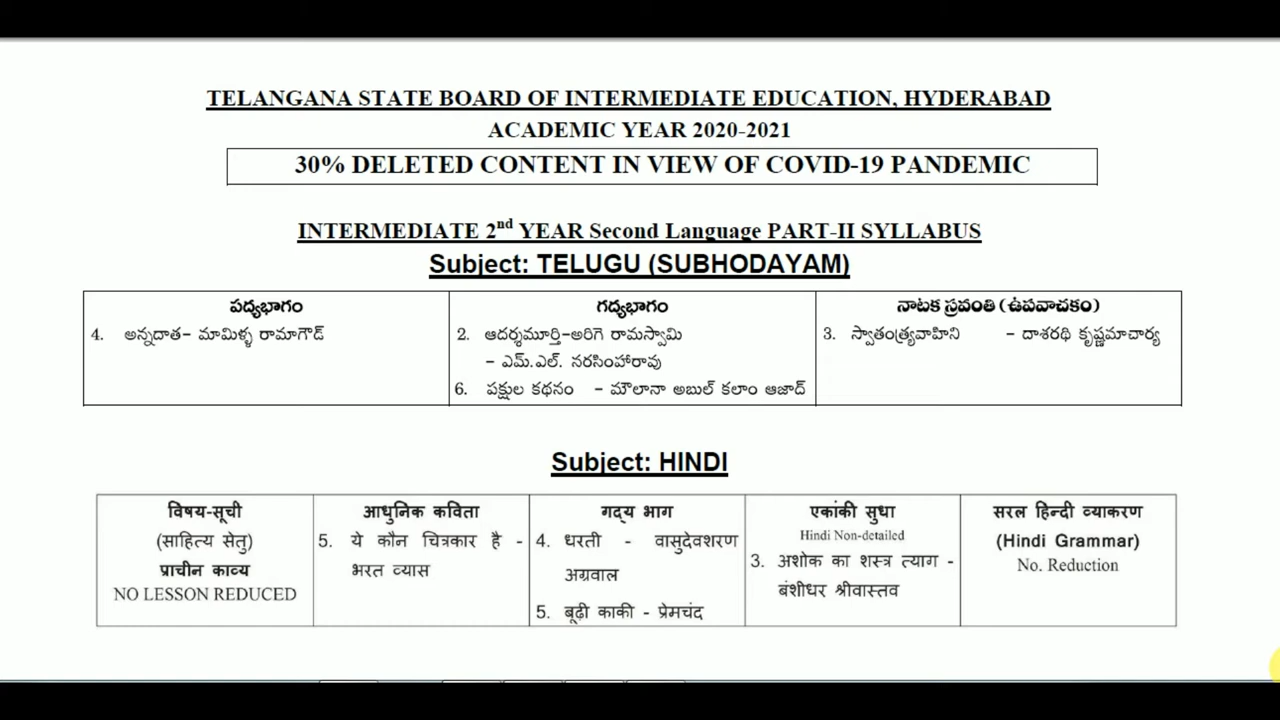 TELANGANA STATE BOARD OF INTERMEDIATE EDUCATION, HYDERABAD
ACADEMIC YEAR 2020-2021
30% DELETED CONTENT IN VIEW OF COVID-19 PANDEMIC
INTERMEDIATE 2nd YEAR Second Language PART-II SYLLABUS
Subject: TELUGU (SUBHODAYAM)
పద్యభాగం
4. అన్నదాత- మామిళ్ళ రామాగౌడ్
గద్యభాగం
2. ఆదర్శమూర్తి-అరిగె రామస్వామి
- ఎమ్.ఎల్. నరసింహారావు
6. పక్షుల కథనం - మౌలానా అబుల్ కలాం ఆజాద్
నాటక స్రవంతి (ఉపవాచకం)
3. స్వాతంత్ర్యవాహిని - దాశరథి కృష్ణమాచార్య
Subject: HINDI
विषय-सूची
(साहित्य सेतु)
प्राचीन काव्य
NO LESSON REDUCED
आधुनिक कविता
5. ये कौन चित्रकार है -
भरत व्यास
गद्य भाग
4. धरती - वासुदेवशरण
अग्रवाल
5. बूढ़ी काकी - प्रेमचंद
एकांकी सुधा
Hindi Non-detailed
3. अशोक का शस्त्र त्याग -
बंशीधर श्रीवास्तव
सरल हिन्दी व्याकरण
(Hindi Grammar)
No. Reduction